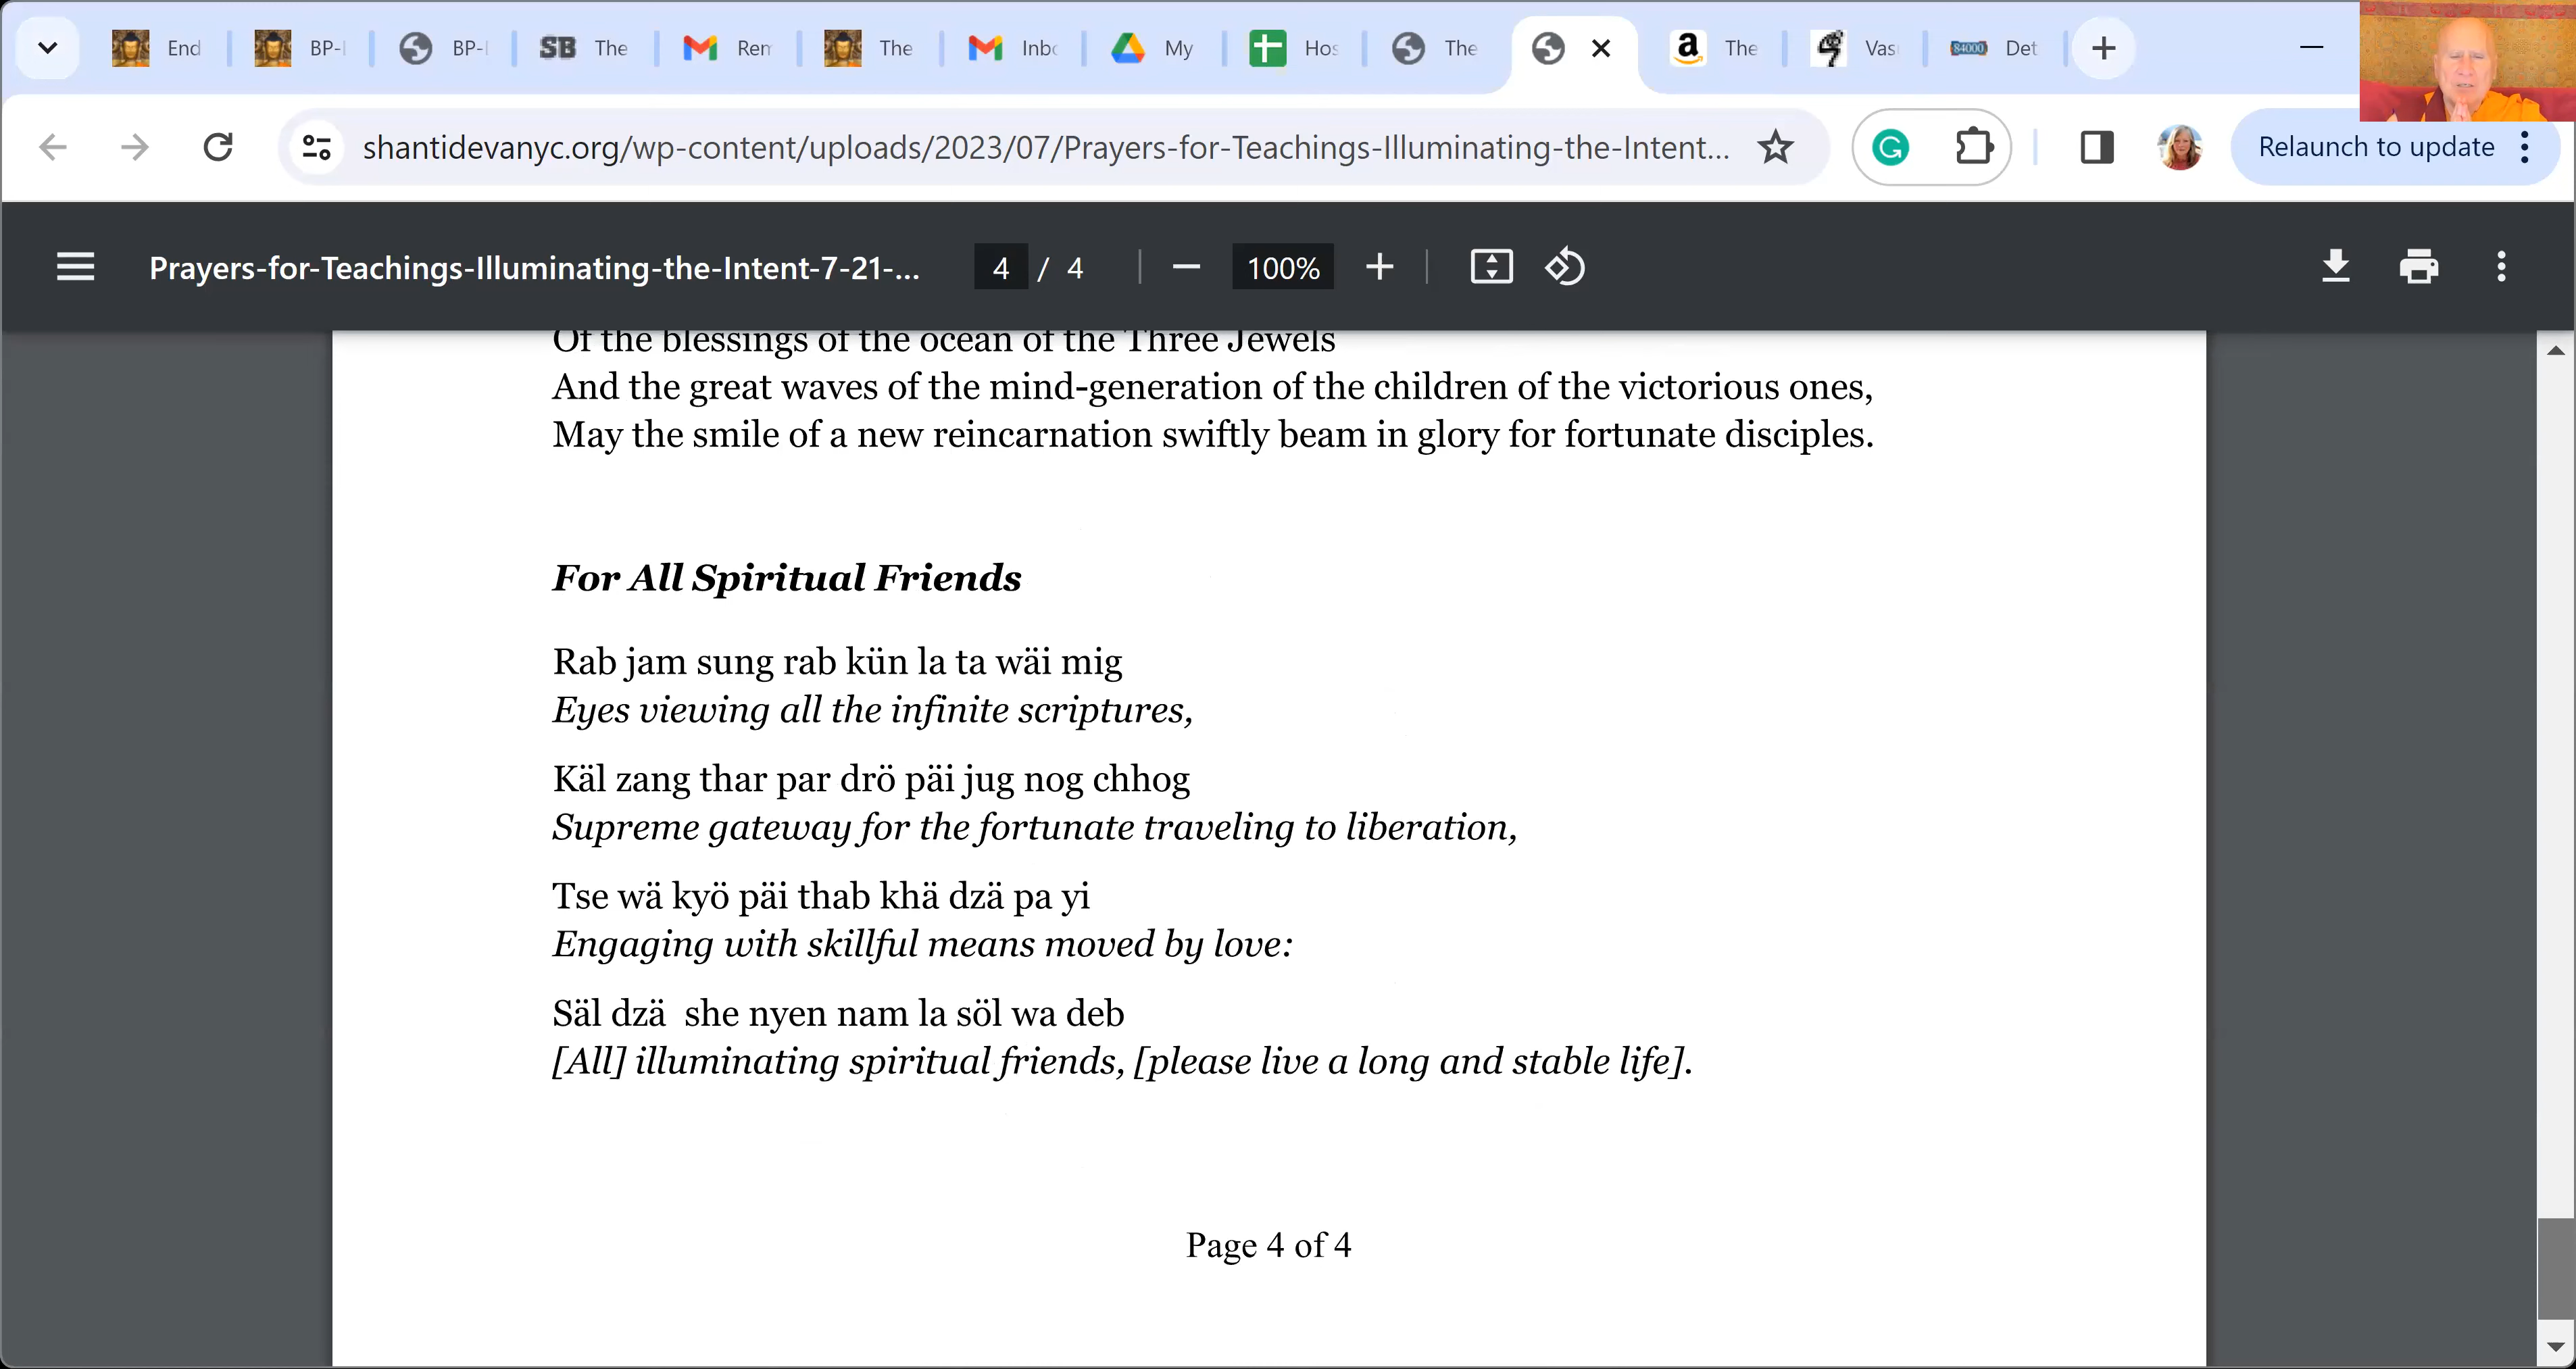 End
BP-
BP-
SB The
Ren
The
Inbo
My
Hos
The
a The
Vas
84000 Det
shantidevanyc.org/wp-content/uploads/2023/07/Prayers-for-Teachings-Illuminating-the-Intent...
Relaunch to update
Prayers-for-Teachings-Illuminating-the-Intent-7-21-...
4 / 4
100%
Of the blessings of the ocean of the Three Jewels
And the great waves of the mind-generation of the children of the victorious ones,
May the smile of a new reincarnation swiftly beam in glory for fortunate disciples.
For All Spiritual Friends
Rab jam sung rab kün la ta wäi mig
Eyes viewing all the infinite scriptures,
Käl zang thar par drö päi jug nog chhog
Supreme gateway for the fortunate traveling to liberation,
Tse wä kyö päi thab khä dzä pa yi
Engaging with skillful means moved by love:
Säl dzä she nyen nam la söl wa deb
[All] illuminating spiritual friends, [please live a long and stable life].
Page 4 of 4